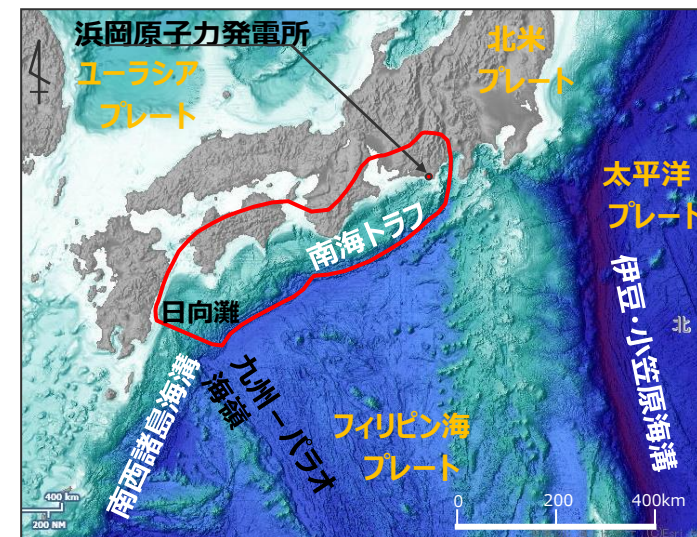 浜岡原子力発電所
ユーラシア
プレート
北米
プレート
太平洋
プレート
南海トラフ
日向灘
伊豆・小笠原海溝
北
南西諸島海溝
九州－パラオ
海嶺
フィリピン海
プレート
400 km
200 NM
0 200 400km